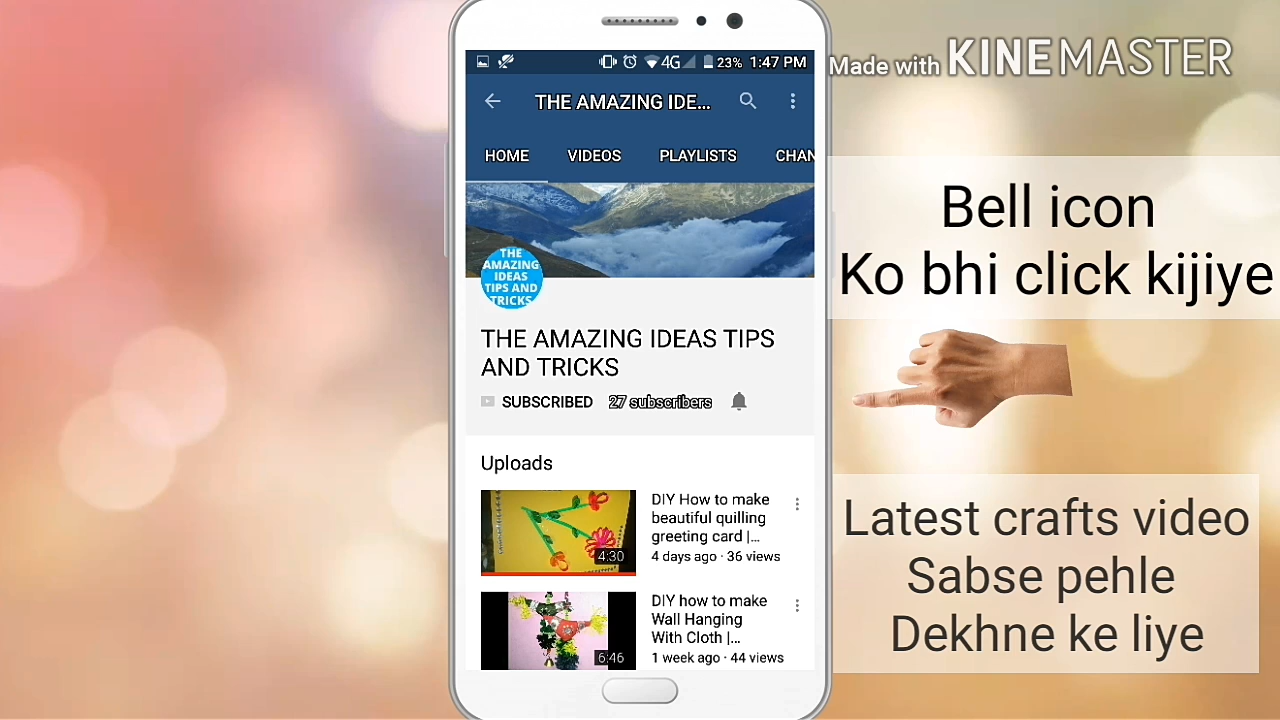 4G 23% 1:47 PM
THE AMAZING IDE...
HOME VIDEOS PLAYLISTS CHAN
THE
AMAZING
IDEAS
TIPS AND
TRICKS
THE AMAZING IDEAS TIPS
AND TRICKS
SUBSCRIBED 27 subscribers
Uploads
DIY How to make
beautiful quilling
greeting card |...
4 days ago · 36 views
4:30
DIY how to make
Wall Hanging
With Cloth |...
1 week ago · 44 views
6:46
Made with KINEMASTER
Bell icon
Ko bhi click kijiye
Latest crafts video
Sabse pehle
Dekhne ke liye